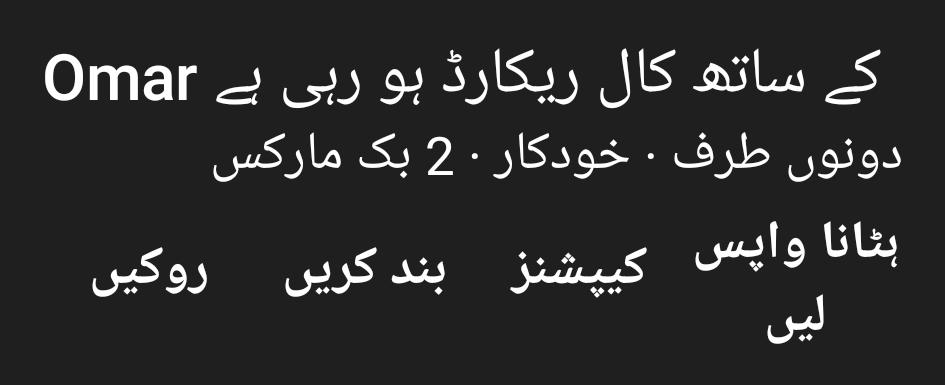 کے ساتھ کال ریکارڈ ہو رہی ہے Omar
دونوں طرف · خودکار · 2 بک مارکس
ہٹانا واپس لیں
کیپشنز
بند کریں
روکیں